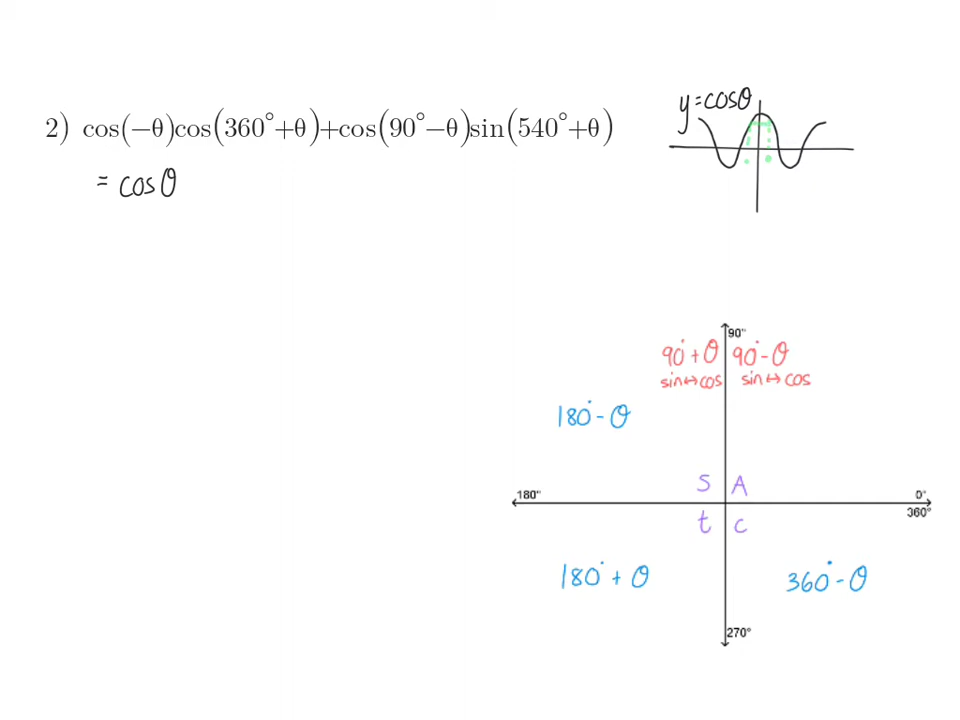 y=cosθ
2) cos(−θ)cos(360°+θ)+cos(90°−θ)sin(540°+θ)
= cosθ
90°
90°+θ 90°-θ
sin↔cos sin↔cos
180°-θ
S A
180° 0°
360°
t c
180°+θ 360°-θ
270°